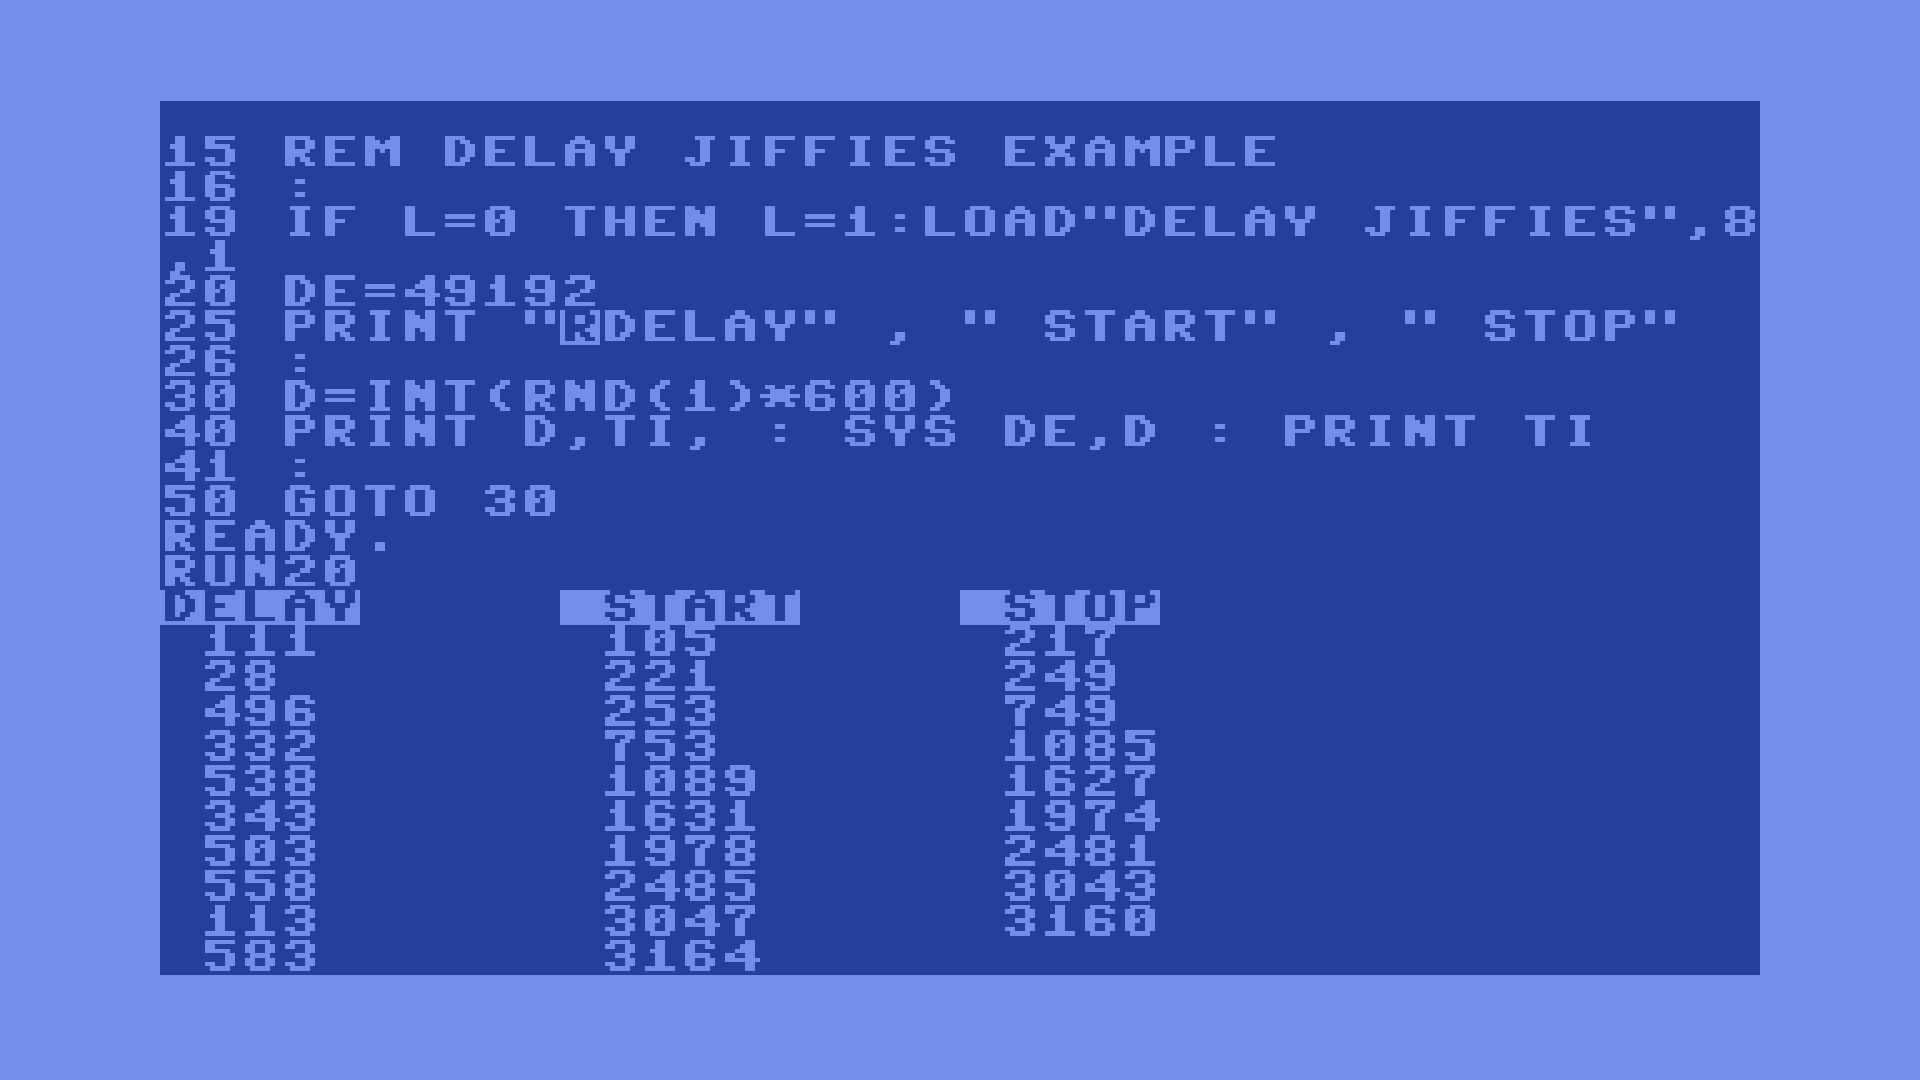 15 REM DELAY JIFFIES EXAMPLE
16 :
19 IF L=0 THEN L=1:LOAD"DELAY JIFFIES",8
,1
20 DE=49192
25 PRINT "RDELAY" , " START" , " STOP"
26 :
30 D=INT(RND(1)*600)
40 PRINT D,TI, : SYS DE,D : PRINT TI
41 :
50 GOTO 30
READY.
RUN20
DELAY START STOP
111 105 217
28 221 249
496 253 749
332 753 1085
538 1089 1627
343 1631 1974
503 1978 2481
558 2485 3043
113 3047 3160
583 3164